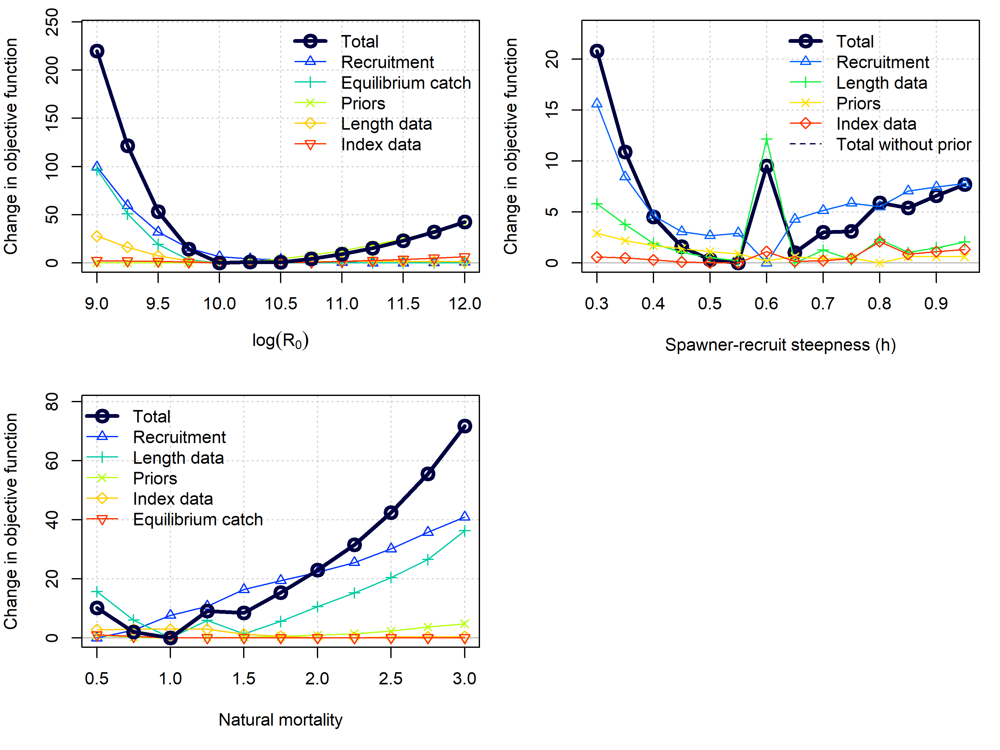 Change in objective function
250
200
150
100
50
0
Total
Recruitment
Equilibrium catch
Priors
Length data
Index data
9.0 9.5 10.0 10.5 11.0 11.5 12.0
log(R₀)
Change in objective function
20
15
10
5
0
Total
Recruitment
Length data
Priors
Index data
Total without prior
0.3 0.4 0.5 0.6 0.7 0.8 0.9
Spawner-recruit steepness (h)
Change in objective function
80
60
40
20
0
Total
Recruitment
Length data
Priors
Index data
Equilibrium catch
0.5 1.0 1.5 2.0 2.5 3.0
Natural mortality